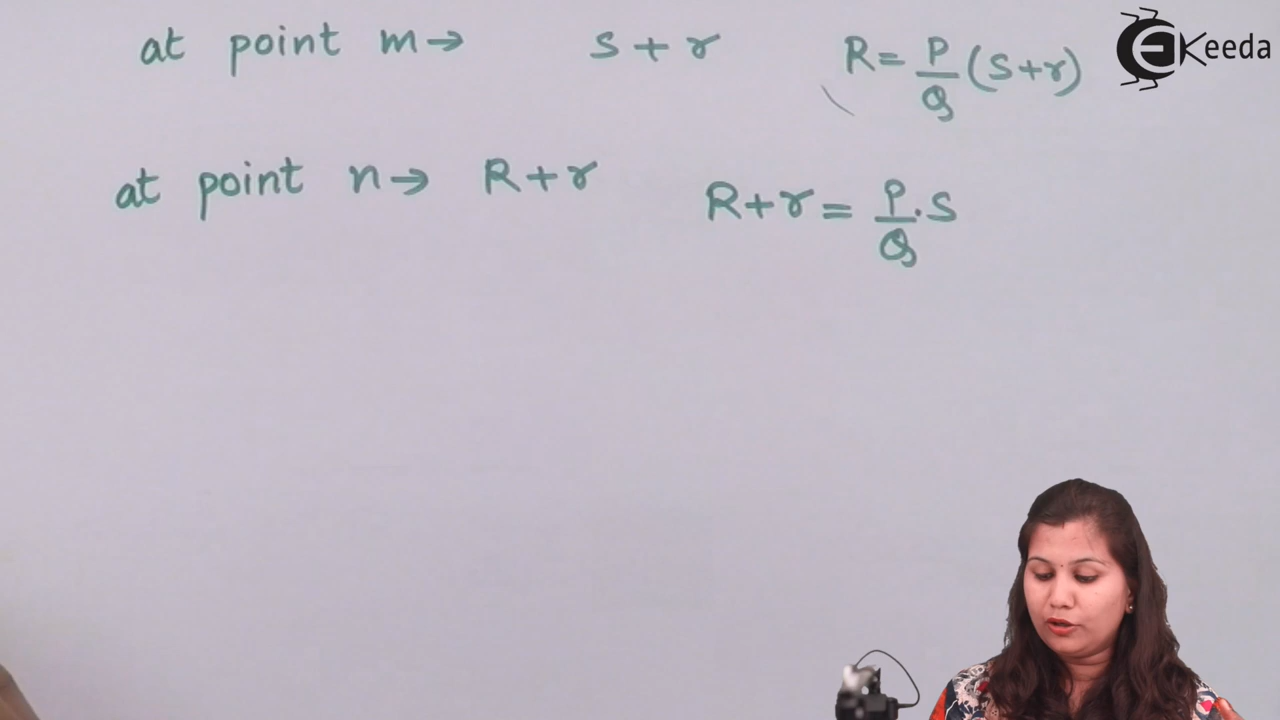 at point m → S + r R = P/Q (S+r)
at point n → R + r R + r = P/Q . S
EKeeda